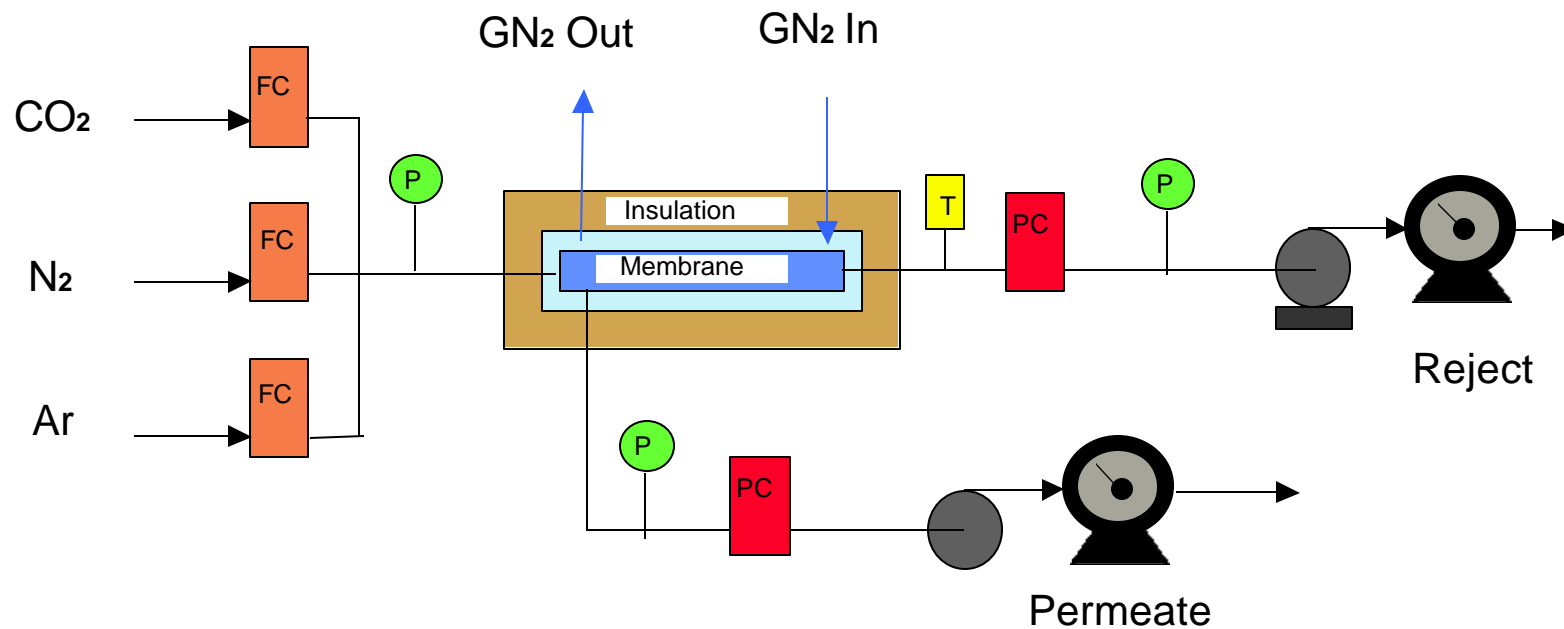 GN₂ Out
GN₂ In
FC
CO₂
P
P
Insulation
T
PC
FC
Membrane
N₂
FC
Reject
Ar
P
PC
Permeate